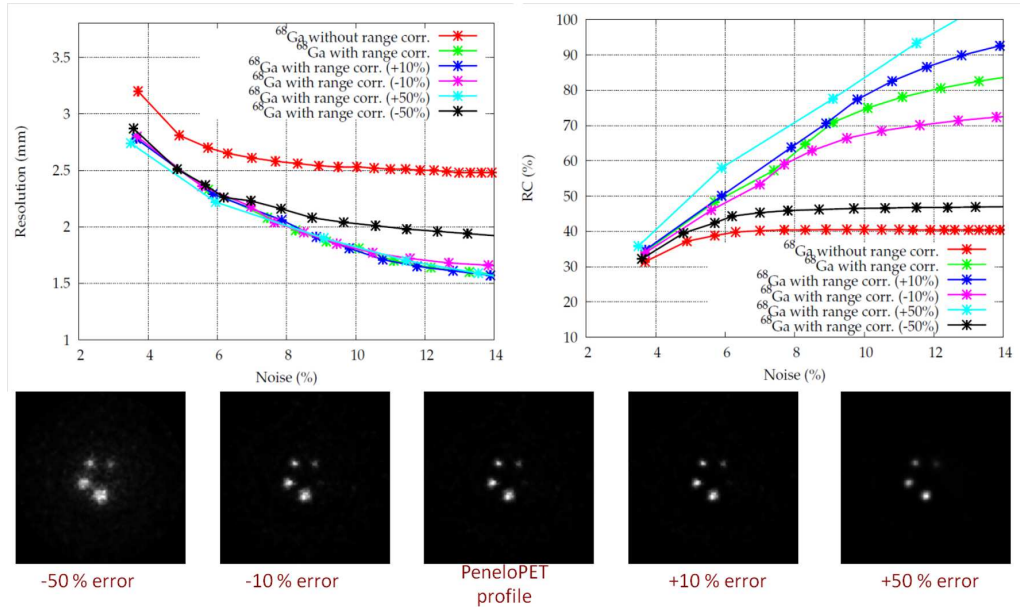 ⁶⁸Ga without range corr.
⁶⁸Ga with range corr.
⁶⁸Ga with range corr. (+10%)
⁶⁸Ga with range corr. (-10%)
⁶⁸Ga with range corr. (+50%)
⁶⁸Ga with range corr. (-50%)
3.5
3
2.5
2
1.5
1
Resolution (mm)
2 4 6 8 10 12 14
Noise (%)
100
90
80
70
60
50
40
30
20
10
RC (%)
⁶⁸Ga without range corr.
⁶⁸Ga with range corr.
⁶⁸Ga with range corr. (+10%)
⁶⁸Ga with range corr. (-10%)
⁶⁸Ga with range corr. (+50%)
⁶⁸Ga with range corr. (-50%)
2 4 6 8 10 12 14
Noise (%)
-50 % error
-10 % error
PeneloPET
profile
+10 % error
+50 % error